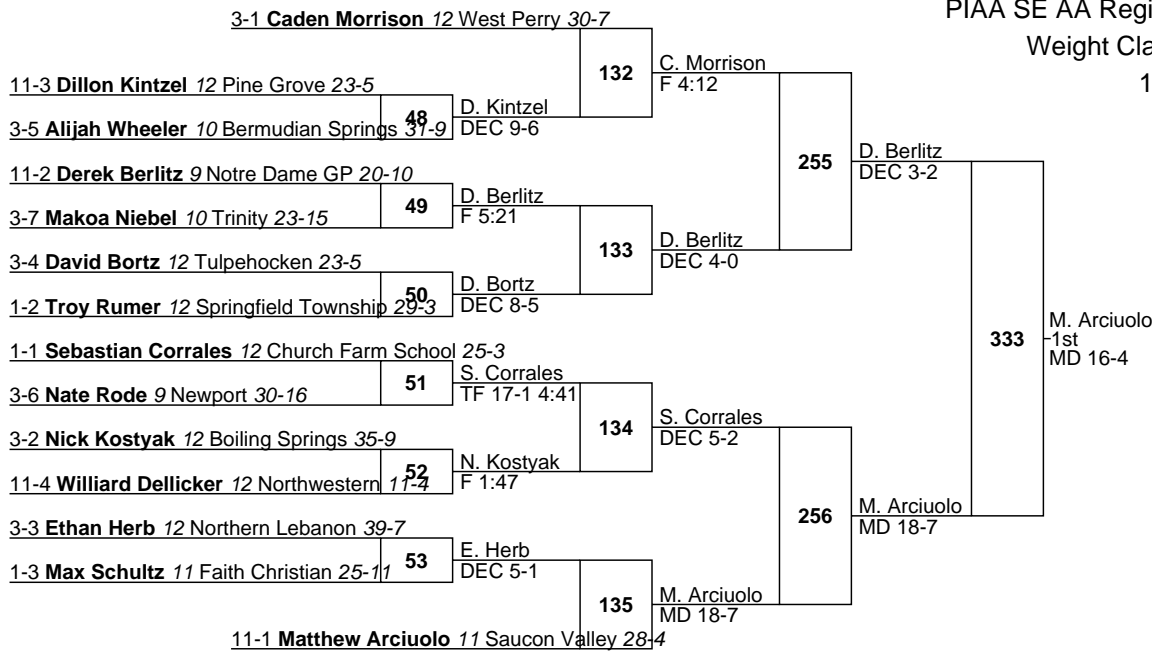 PIAA SE AA Regi
Weight Cla
1
3-1 Caden Morrison 12 West Perry 30-7
132
C. Morrison
F 4:12
11-3 Dillon Kintzel 12 Pine Grove 23-5
48
D. Kintzel
DEC 9-6
3-5 Alijah Wheeler 10 Bermudian Springs 31-9
255
D. Berlitz
DEC 3-2
11-2 Derek Berlitz 9 Notre Dame GP 20-10
49
D. Berlitz
F 5:21
3-7 Makoa Niebel 10 Trinity 23-15
133
D. Berlitz
DEC 4-0
3-4 David Bortz 12 Tulpehocken 23-5
50
D. Bortz
DEC 8-5
1-2 Troy Rumer 12 Springfield Township 29-3
333
M. Arciuolo
1st
MD 16-4
1-1 Sebastian Corrales 12 Church Farm School 25-3
51
S. Corrales
TF 17-1 4:41
3-6 Nate Rode 9 Newport 30-16
134
S. Corrales
DEC 5-2
3-2 Nick Kostyak 12 Boiling Springs 35-9
52
N. Kostyak
F 1:47
11-4 Williard Dellicker 12 Northwestern 11-4
256
M. Arciuolo
MD 18-7
3-3 Ethan Herb 12 Northern Lebanon 39-7
53
E. Herb
DEC 5-1
1-3 Max Schultz 11 Faith Christian 25-11
135
M. Arciuolo
MD 18-7
11-1 Matthew Arciuolo 11 Saucon Valley 28-4